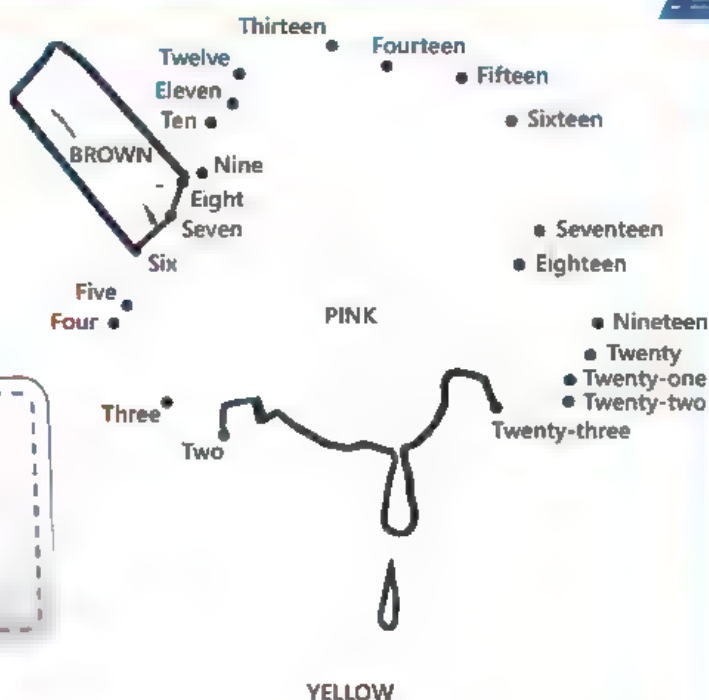 Thirteen
Fourteen
Twelve
Fifteen
Eleven
Ten
Sixteen
BROWN
Nine
Eight
Seven
Seventeen
Six
Eighteen
Five
Four
PINK
Nineteen
Twenty
Twenty-one
Twenty-two
Three
Twenty-three
Two
YELLOW